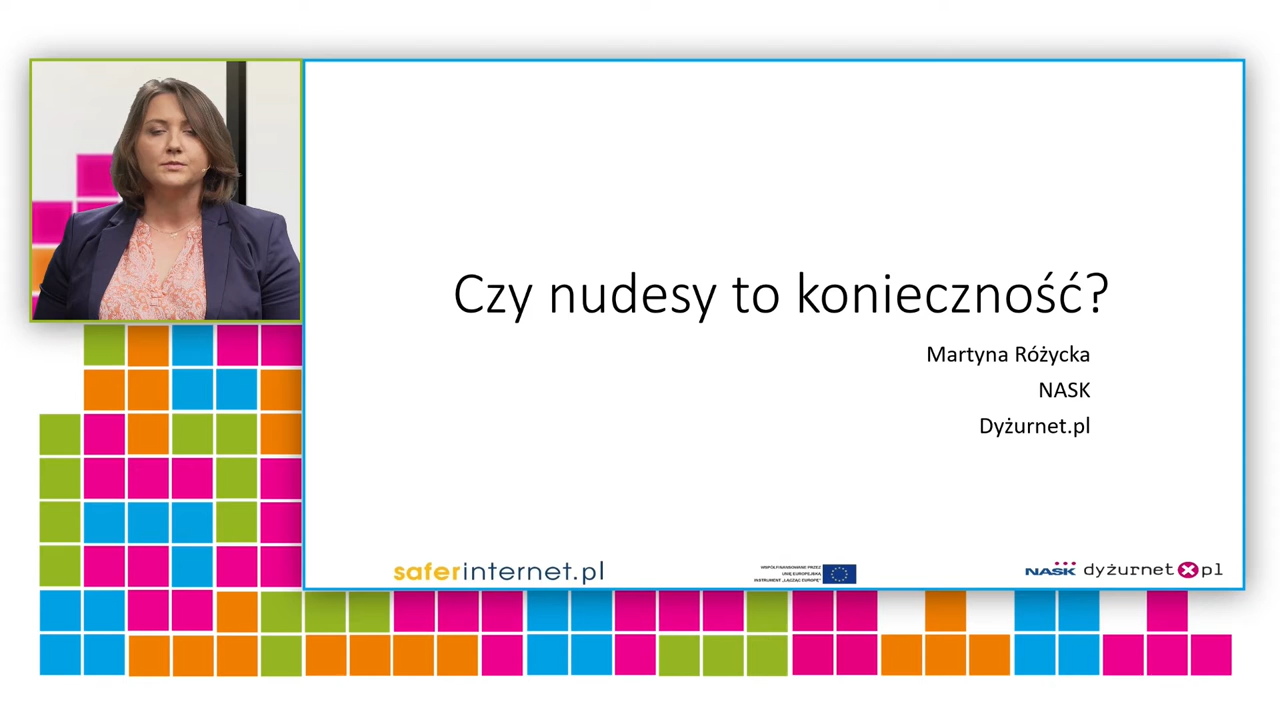 Czy nudesy to konieczność?
Martyna Różycka
NASK
Dyżurnet.pl
saferinternet.pl
WSPÓŁFINANSOWANE PRZEZ
UNIĘ EUROPEJSKĄ
INSTRUMENT „ŁĄCZĄC EUROPĘ”
NASK dyżurnet pl